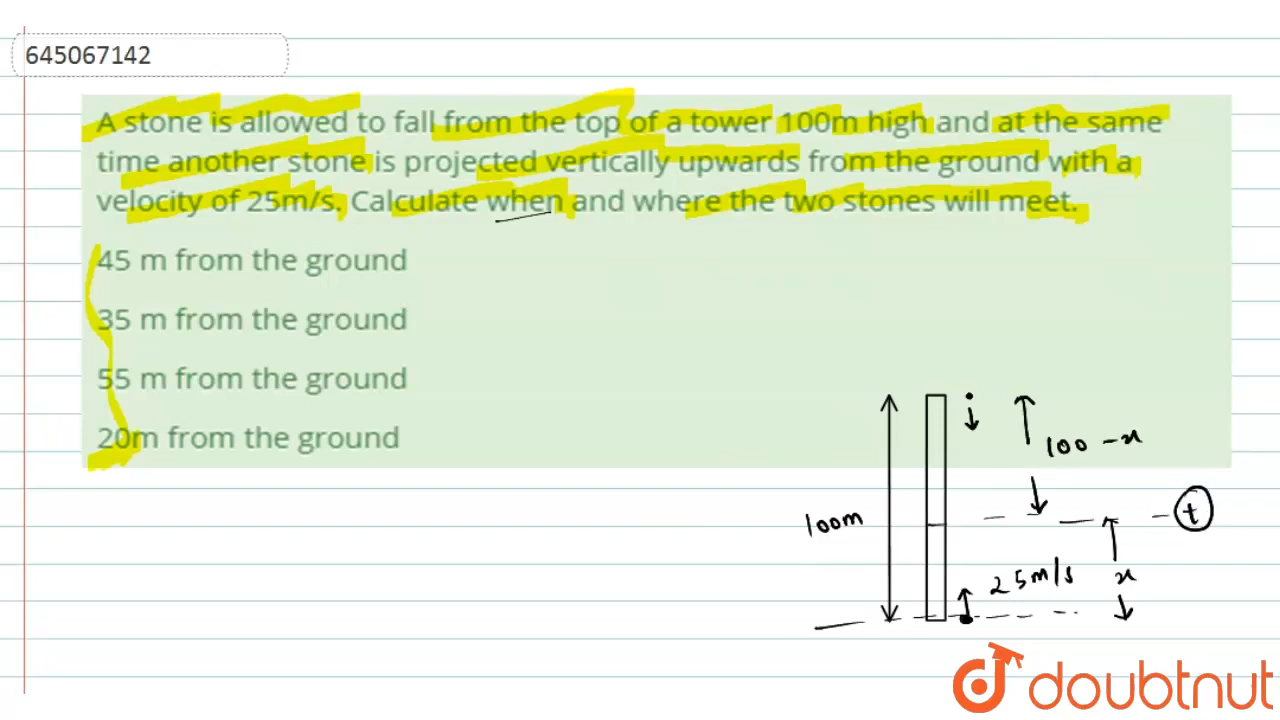 645067142
A stone is allowed to fall from the top of a tower 100m high and at the same
time another stone is projected vertically upwards from the ground with a
velocity of 25m/s. Calculate when and where the two stones will meet.
45 m from the ground
35 m from the ground
55 m from the ground
20m from the ground
100 - x
100m
t
25m/s
x
doubtnut